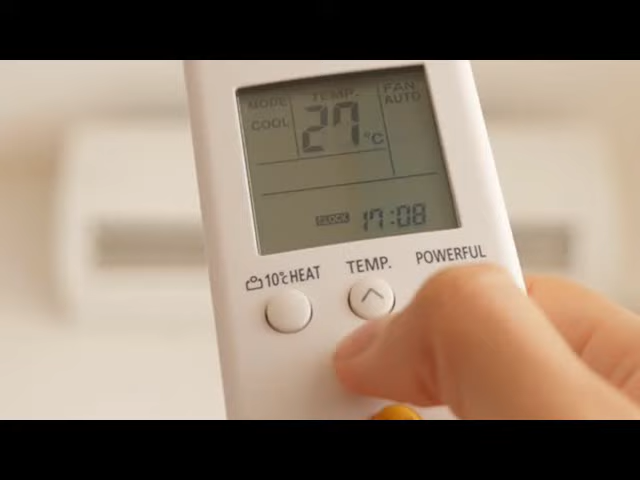 MODE TEMP. FAN
COOL 27°C AUTO
CLOCK 17:08
10°C HEAT TEMP. POWERFUL